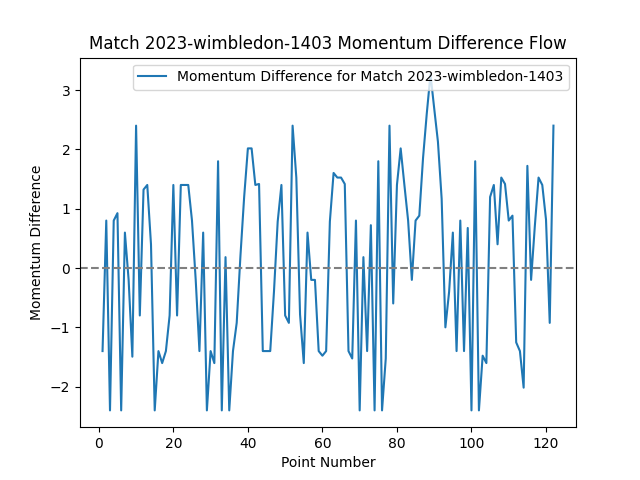 Match 2023-wimbledon-1403 Momentum Difference Flow
Momentum Difference for Match 2023-wimbledon-1403
Momentum Difference
3
2
1
0
−1
−2
0 20 40 60 80 100 120
Point Number